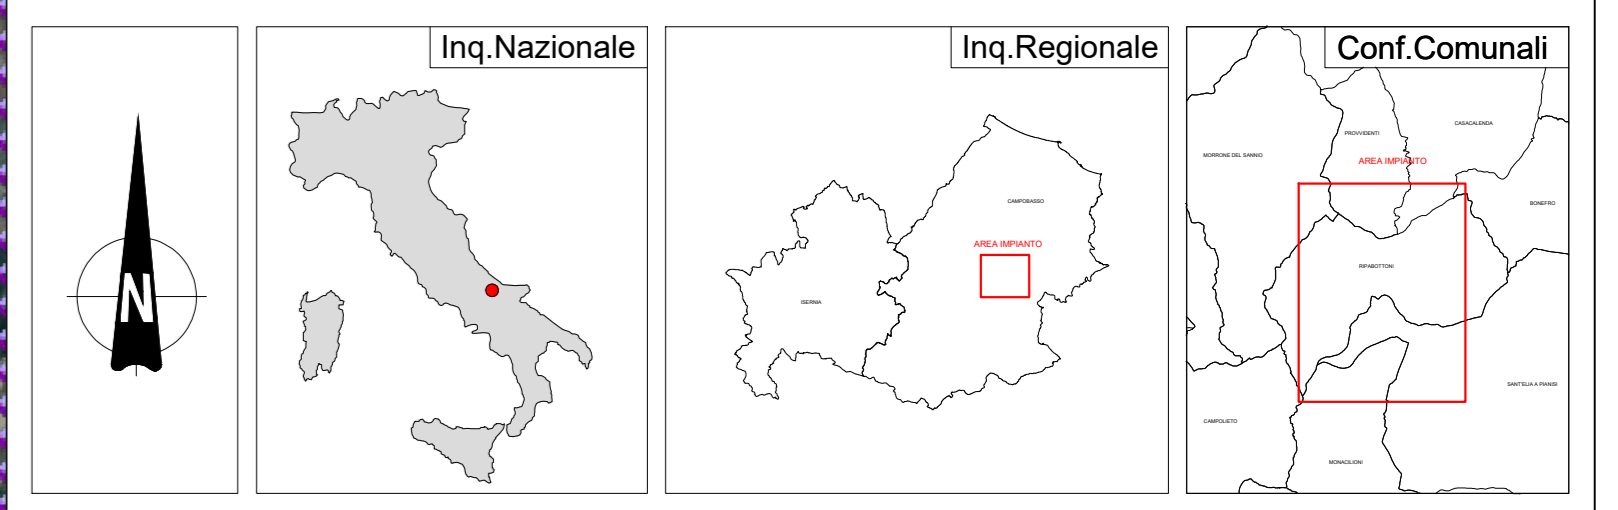 N
Inq.Nazionale
Inq.Regionale
CAMPOBASSO
AREA IMPIANTO
ISERNIA
Conf.Comunali
CASACALENDA
PROVVIDENTI
MORRONE DEL SANNIO
AREA IMPIANTO
BONEFRO
RIPABOTTONI
SANT'ELIA A PIANISI
CAMPOLIETO
MONACILIONI